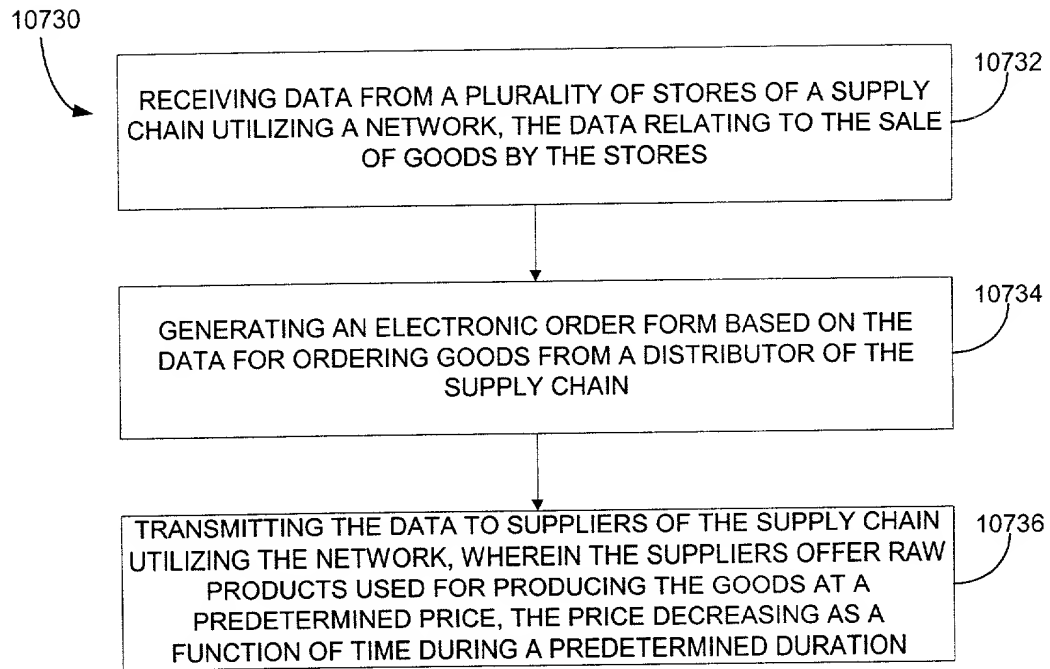 10730
10732
RECEIVING DATA FROM A PLURALITY OF STORES OF A SUPPLY
CHAIN UTILIZING A NETWORK, THE DATA RELATING TO THE SALE
OF GOODS BY THE STORES
10734
GENERATING AN ELECTRONIC ORDER FORM BASED ON THE
DATA FOR ORDERING GOODS FROM A DISTRIBUTOR OF THE
SUPPLY CHAIN
10736
TRANSMITTING THE DATA TO SUPPLIERS OF THE SUPPLY CHAIN
UTILIZING THE NETWORK, WHEREIN THE SUPPLIERS OFFER RAW
PRODUCTS USED FOR PRODUCING THE GOODS AT A
PREDETERMINED PRICE, THE PRICE DECREASING AS A
FUNCTION OF TIME DURING A PREDETERMINED DURATION